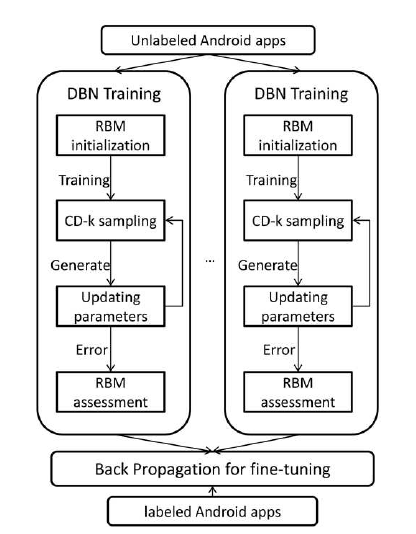 Unlabeled Android apps
DBN Training
RBM
initialization
Training
CD-k sampling
Generate
Updating
parameters
Error
RBM
assessment
...
DBN Training
RBM
initialization
Training
CD-k sampling
Generate
Updating
parameters
Error
RBM
assessment
Back Propagation for fine-tuning
labeled Android apps